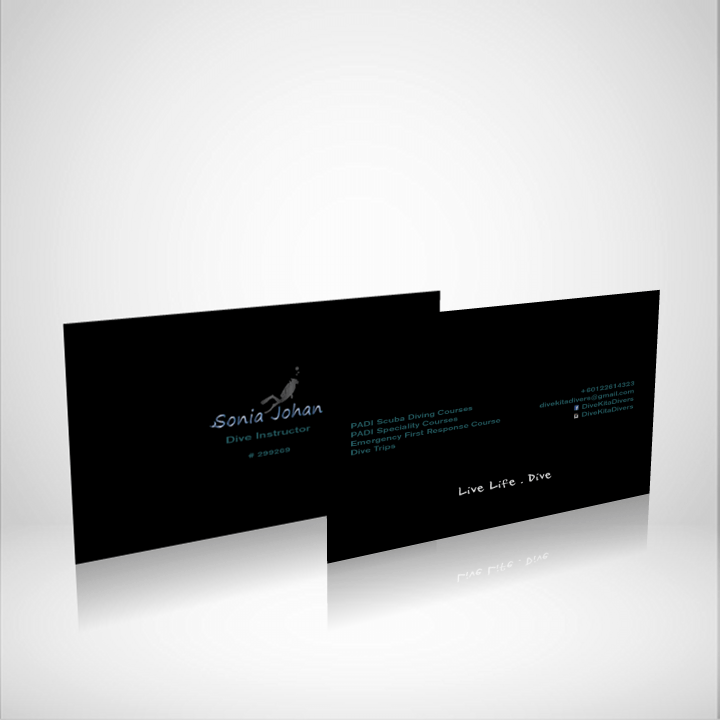 Sonia Johan
Dive Instructor
# 299269
PADI Scuba Diving Courses
PADI Speciality Courses
Emergency First Response Course
Dive Trips
+60122614323
divekitadivers@gmail.com
DiveKitaDivers
DiveKitaDivers
Live Life . Dive